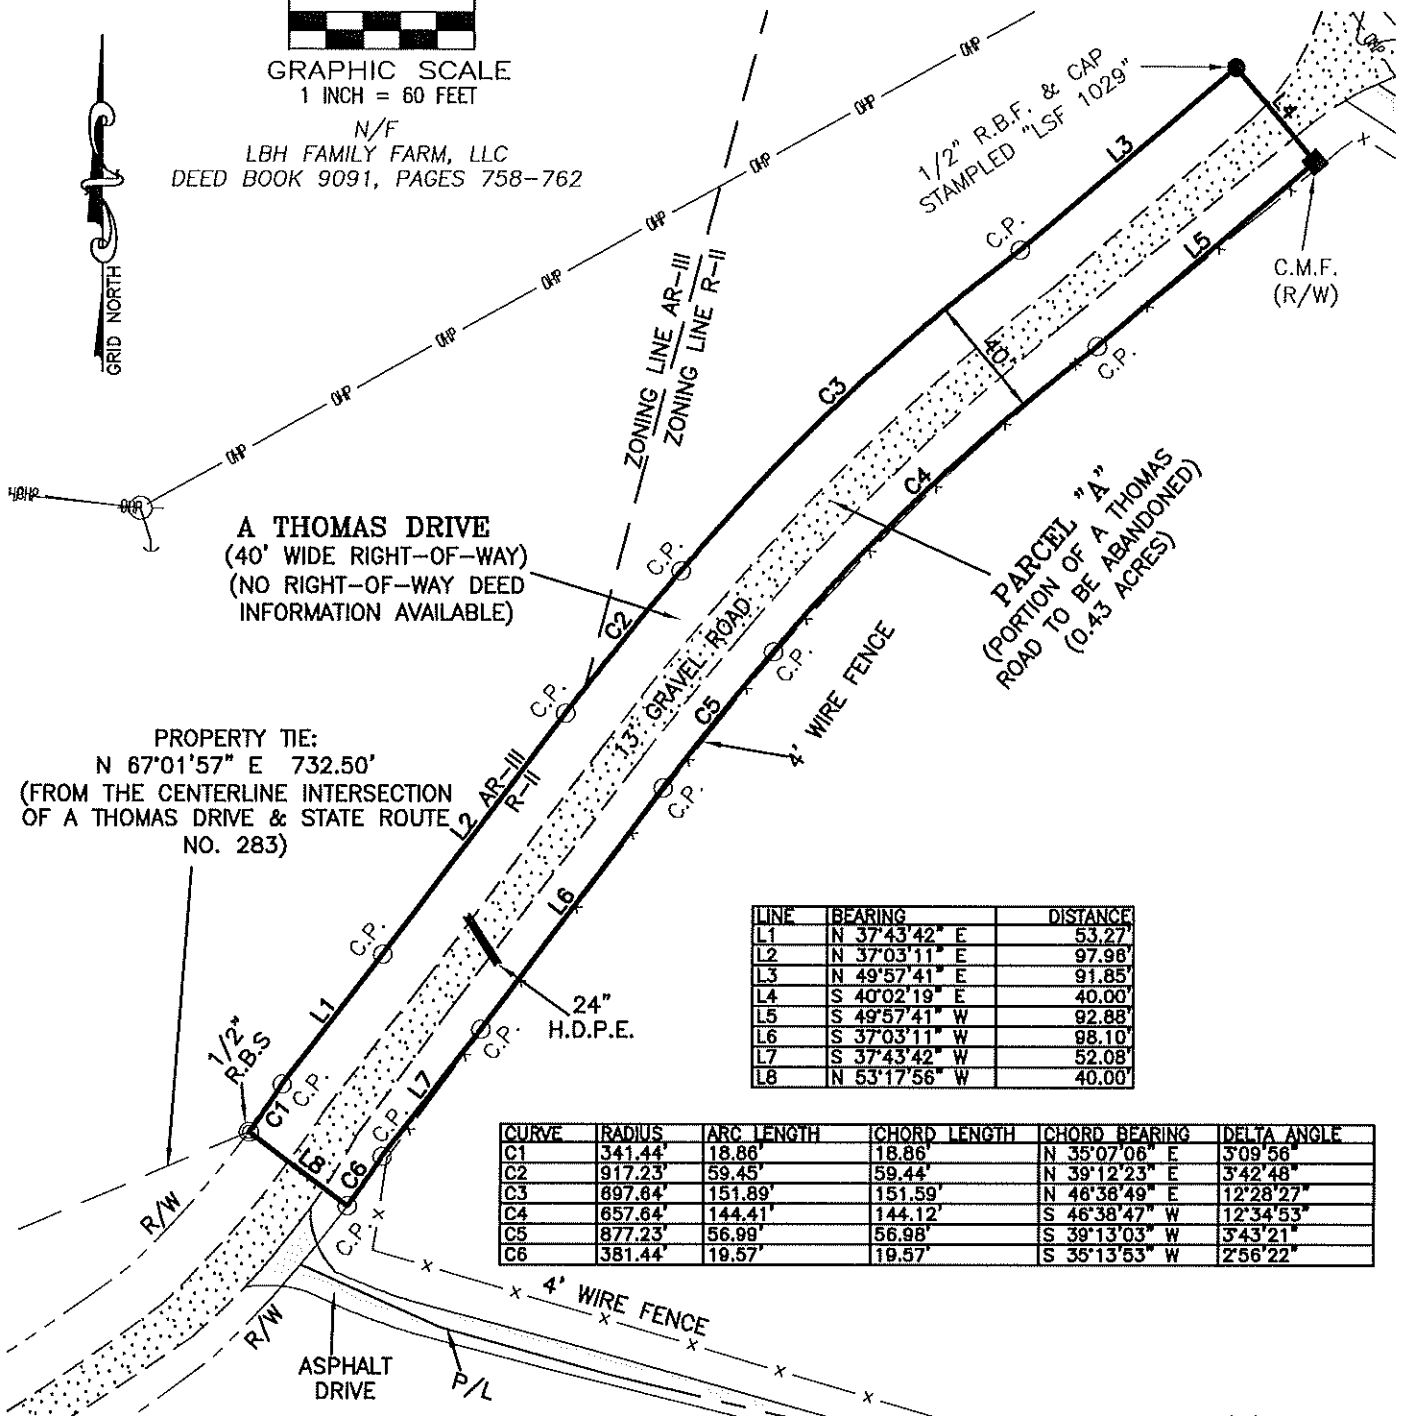 GRAPHIC SCALE
1 INCH = 60 FEET
N/F
LBH FAMILY FARM, LLC
DEED BOOK 9091, PAGES 758-762
GRID NORTH
OHP
OHP
OHP
OHP
OHP
OHP
OHP
OHP
OHP
1/2" R.B.F. & CAP
STAMPED "LSF 1029"
L3
L5
C.P.
C.M.F.
(R/W)
C.P.
ZONING LINE AR-III
ZONING LINE R-II
C3
40'
C4
PARCEL "A"
(PORTION OF A THOMAS
ROAD TO BE ABANDONED)
(0.43 ACRES)
A THOMAS DRIVE
(40' WIDE RIGHT-OF-WAY)
(NO RIGHT-OF-WAY DEED
INFORMATION AVAILABLE)
C.P.
C2
C.P.
13' GRAVEL ROAD
C.P.
C5
4' WIRE FENCE
C.P.
PROPERTY TIE:
N 67°01'57" E 732.50'
(FROM THE CENTERLINE INTERSECTION
OF A THOMAS DRIVE & STATE ROUTE
NO. 283)
L2
AR-III
R-II
L6
C.P.
24"
H.D.P.E.
L1
C.P.
1/2"
R.B.S
C.P.
C1
L7
C.P.
L8
C6
C.P.
R/W
R/W
ASPHALT
DRIVE
P/L
4' WIRE FENCE
LINE BEARING DISTANCE
L1 N 37°43'42" E 53.27'
L2 N 37°03'11" E 97.98'
L3 N 49°57'41" E 91.85'
L4 S 40°02'19" E 40.00'
L5 S 49°57'41" W 92.88'
L6 S 37°03'11" W 98.10'
L7 S 37°43'42" W 52.08'
L8 N 53°17'56" W 40.00'
CURVE RADIUS ARC LENGTH CHORD LENGTH CHORD BEARING DELTA ANGLE
C1 341.44' 18.86' 18.86' N 35°07'06" E 3°09'56"
C2 917.23' 59.45' 59.44' N 39°12'23" E 3°42'48"
C3 697.64' 151.89' 151.59' N 46°36'49" E 12°28'27"
C4 657.64' 144.41' 144.12' S 46°38'47" W 12°34'53"
C5 877.23' 56.99' 56.98' S 39°13'03" W 3°43'21"
C6 381.44' 19.57' 19.57' S 35°13'53" W 2°56'22"